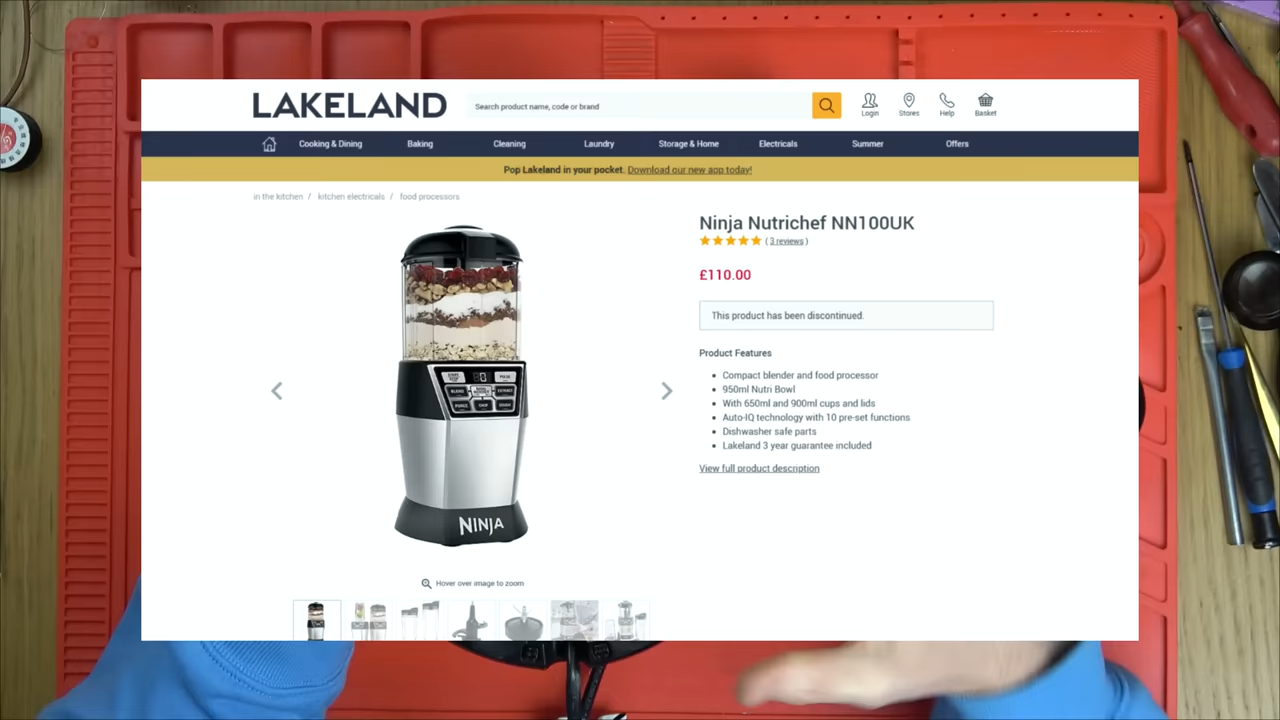 LAKELAND
Search product name, code or brand
Login
Stores
Help
Basket
Cooking & Dining
Baking
Cleaning
Laundry
Storage & Home
Electricals
Summer
Offers
Pop Lakeland in your pocket. Download our new app today!
in the kitchen / kitchen electricals / food processors
Ninja Nutrichef NN100UK
( 3 reviews )
£110.00
This product has been discontinued.
Product Features
Compact blender and food processor
950ml Nutri Bowl
With 650ml and 900ml cups and lids
Auto-IQ technology with 10 pre-set functions
Dishwasher safe parts
Lakeland 3 year guarantee included
View full product description
NINJA
Hover over image to zoom